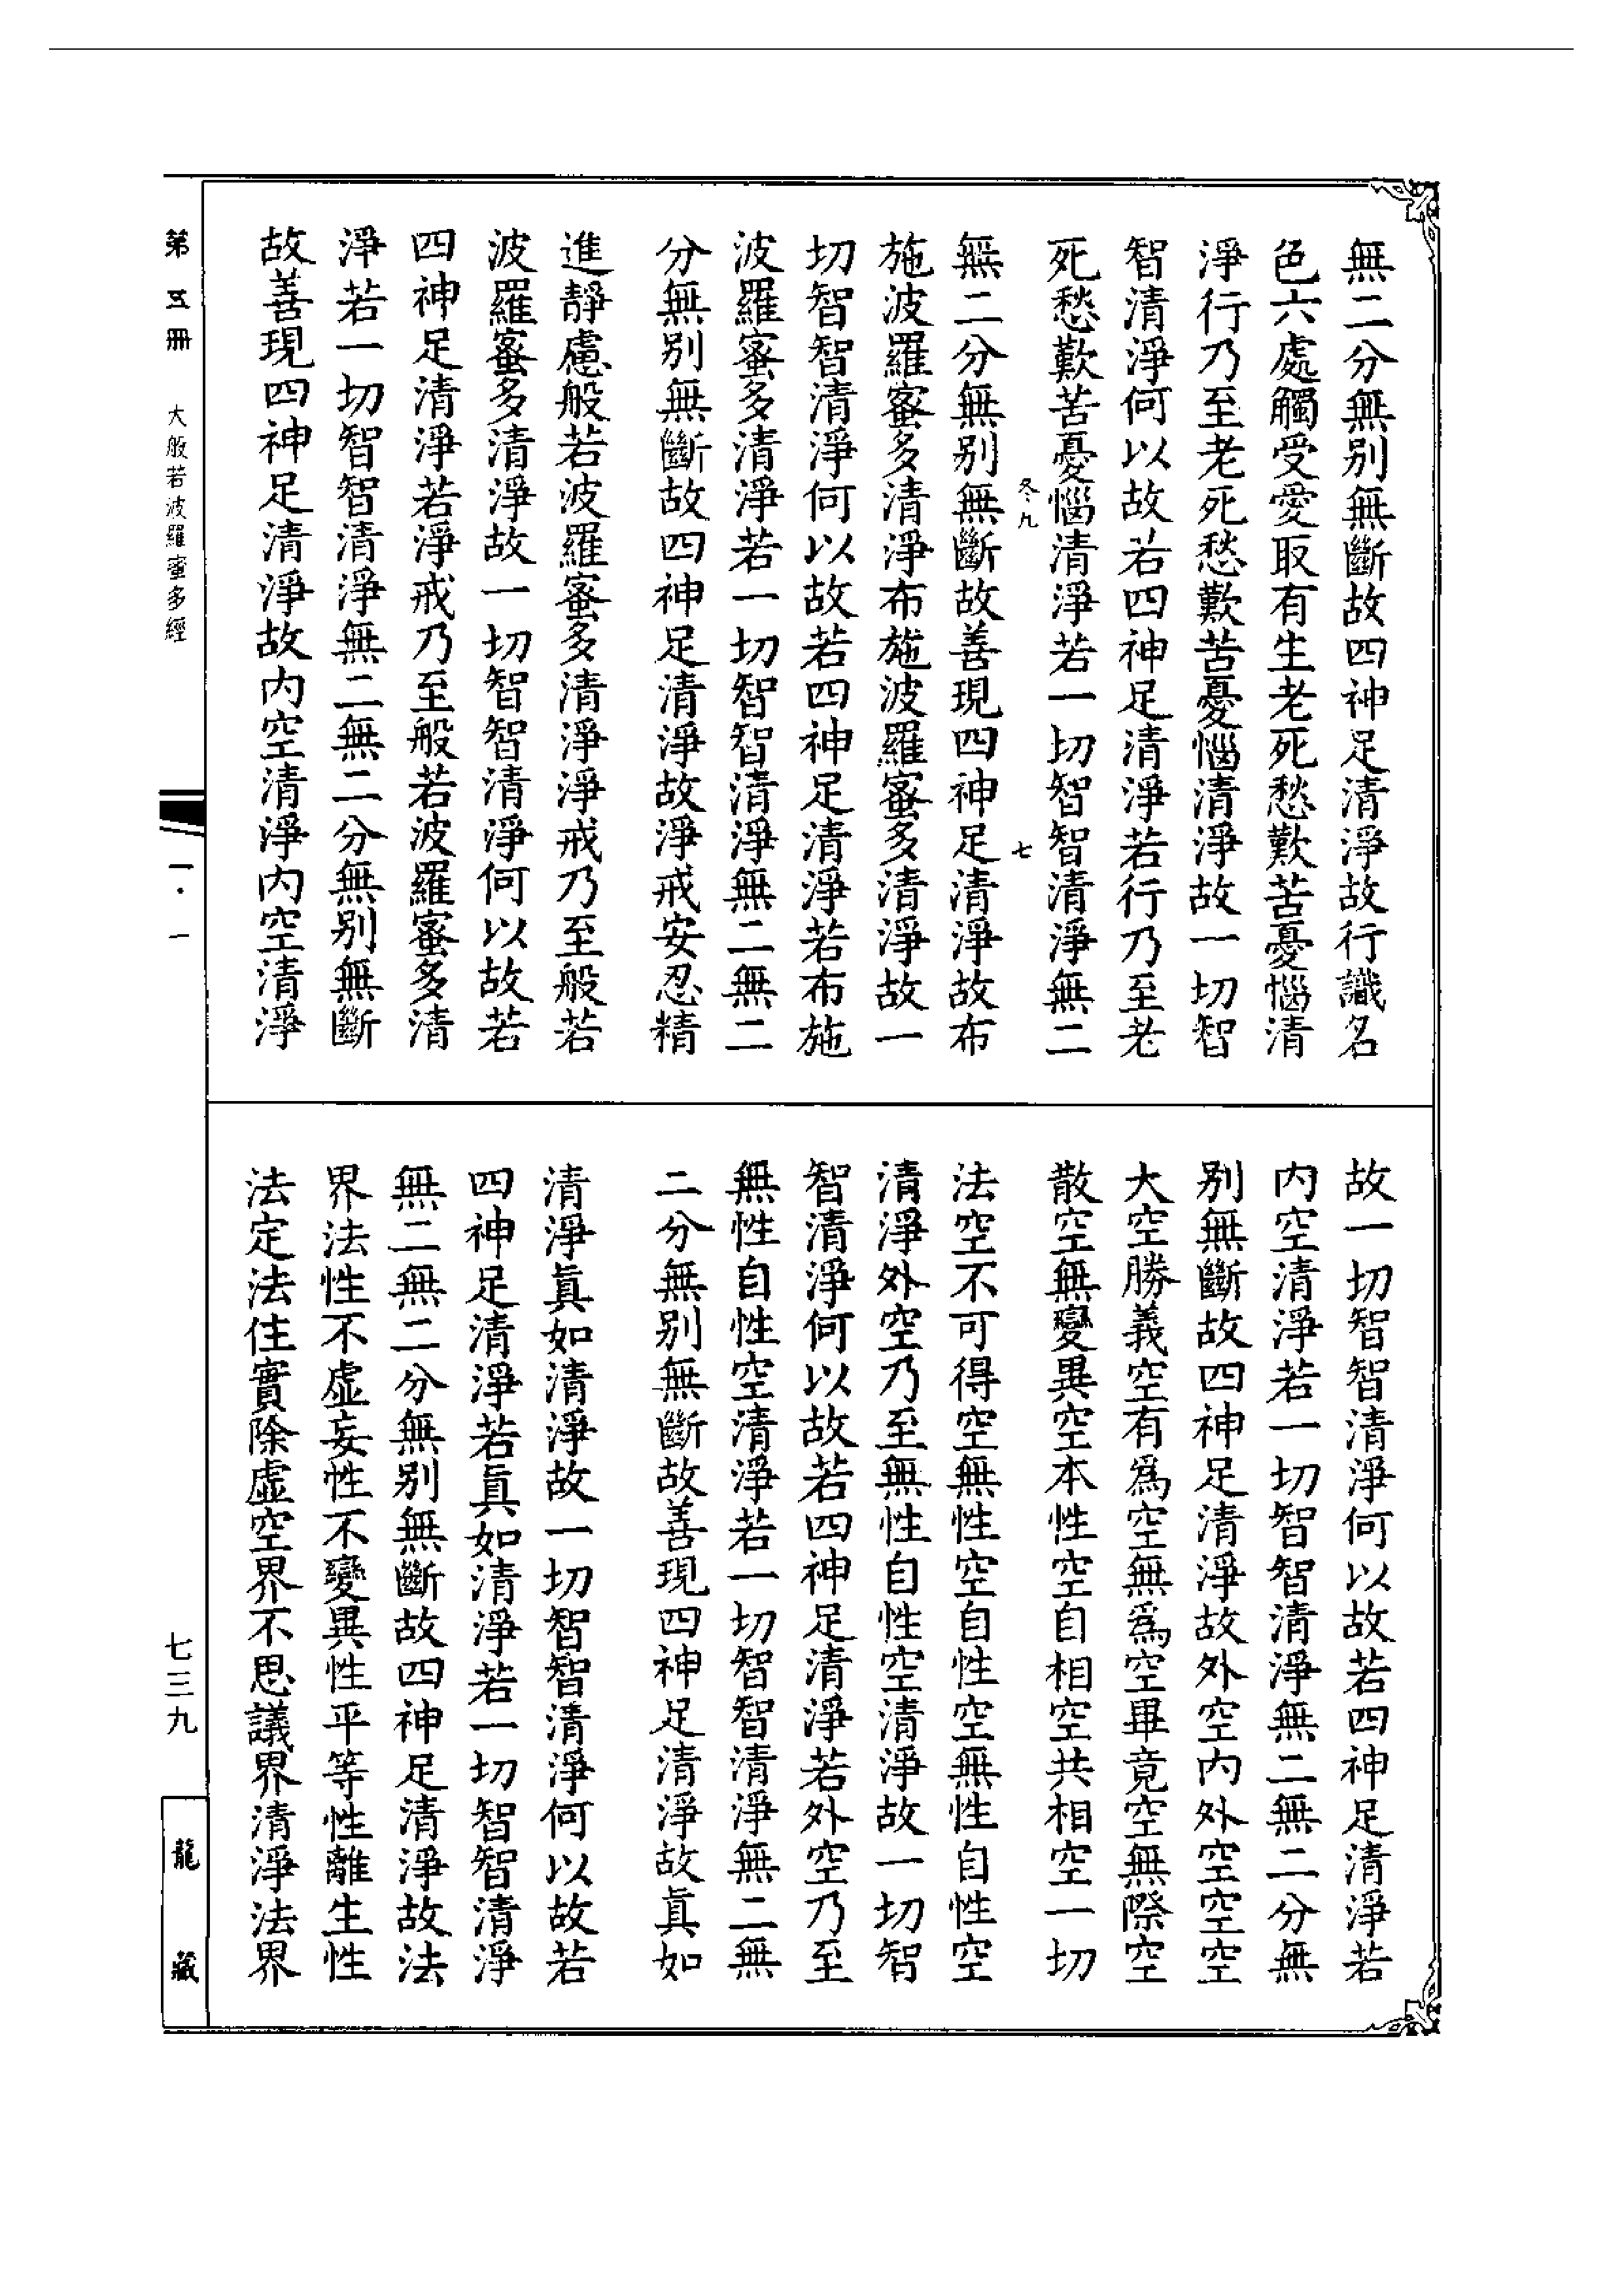 無二分無别無斷故四神足清淨故行識名
色六處觸受愛取有生老死愁歎苦憂惱清
淨行乃至老死愁歎苦憂惱清淨故一切智
智清淨何以故若四神足清淨若行乃至老
死愁歎苦憂惱清淨若一切智智清淨無二
冬九 七
無二分無别無斷故善現四神足清淨故布
施波羅蜜多清淨布施波羅蜜多清淨故一
切智智清淨何以故若四神足清淨若布施
波羅蜜多清淨若一切智智清淨無二無二
分無别無斷故四神足清淨故淨戒安忍精
進靜慮般若波羅蜜多清淨淨戒乃至般若
波羅蜜多清淨故一切智智清淨何以故若
四神足清淨若淨戒乃至般若波羅蜜多清
淨若一切智智清淨無二無二分無别無斷
故善現四神足清淨故内空清淨内空清淨
故一切智智清淨何以故若四神足清淨若
内空清淨若一切智智清淨無二無二分無
别無斷故四神足清淨故外空内外空空空
大空勝義空有爲空無爲空畢竟空無際空
散空無變異空本性空自相空共相空一切
法空不可得空無性空自性空無性自性空
清淨外空乃至無性自性空清淨故一切智
智清淨何以故若四神足清淨若外空乃至
無性自性空清淨若一切智智清淨無二無
二分無别無斷故善現四神足清淨故眞如
清淨眞如清淨故一切智智清淨何以故若
四神足清淨若眞如清淨若一切智智清淨
無二無二分無别無斷故四神足清淨故法
界法性不虛妄性不變異性平等性離生性
法定法住實際虛空界不思議界清淨法界
第五冊 大般若波羅蜜多經
一·一
七三九
龍藏